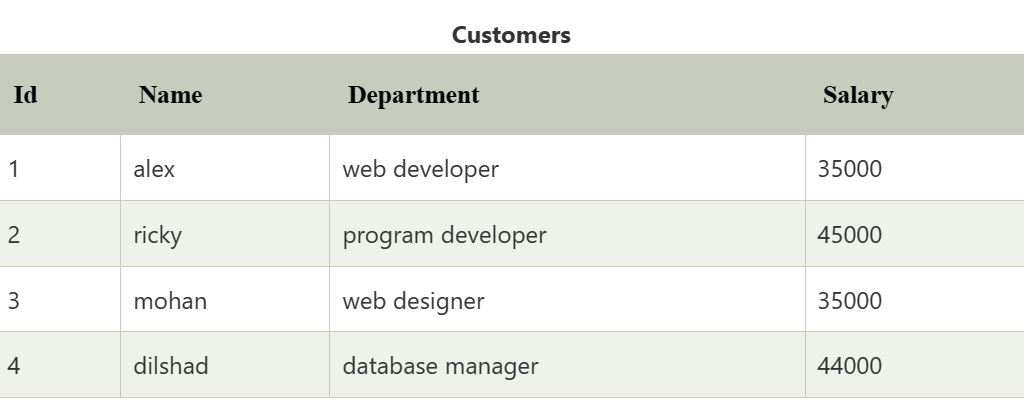 Customers
Id Name Department Salary
1 alex web developer 35000
2 ricky program developer 45000
3 mohan web designer 35000
4 dilshad database manager 44000